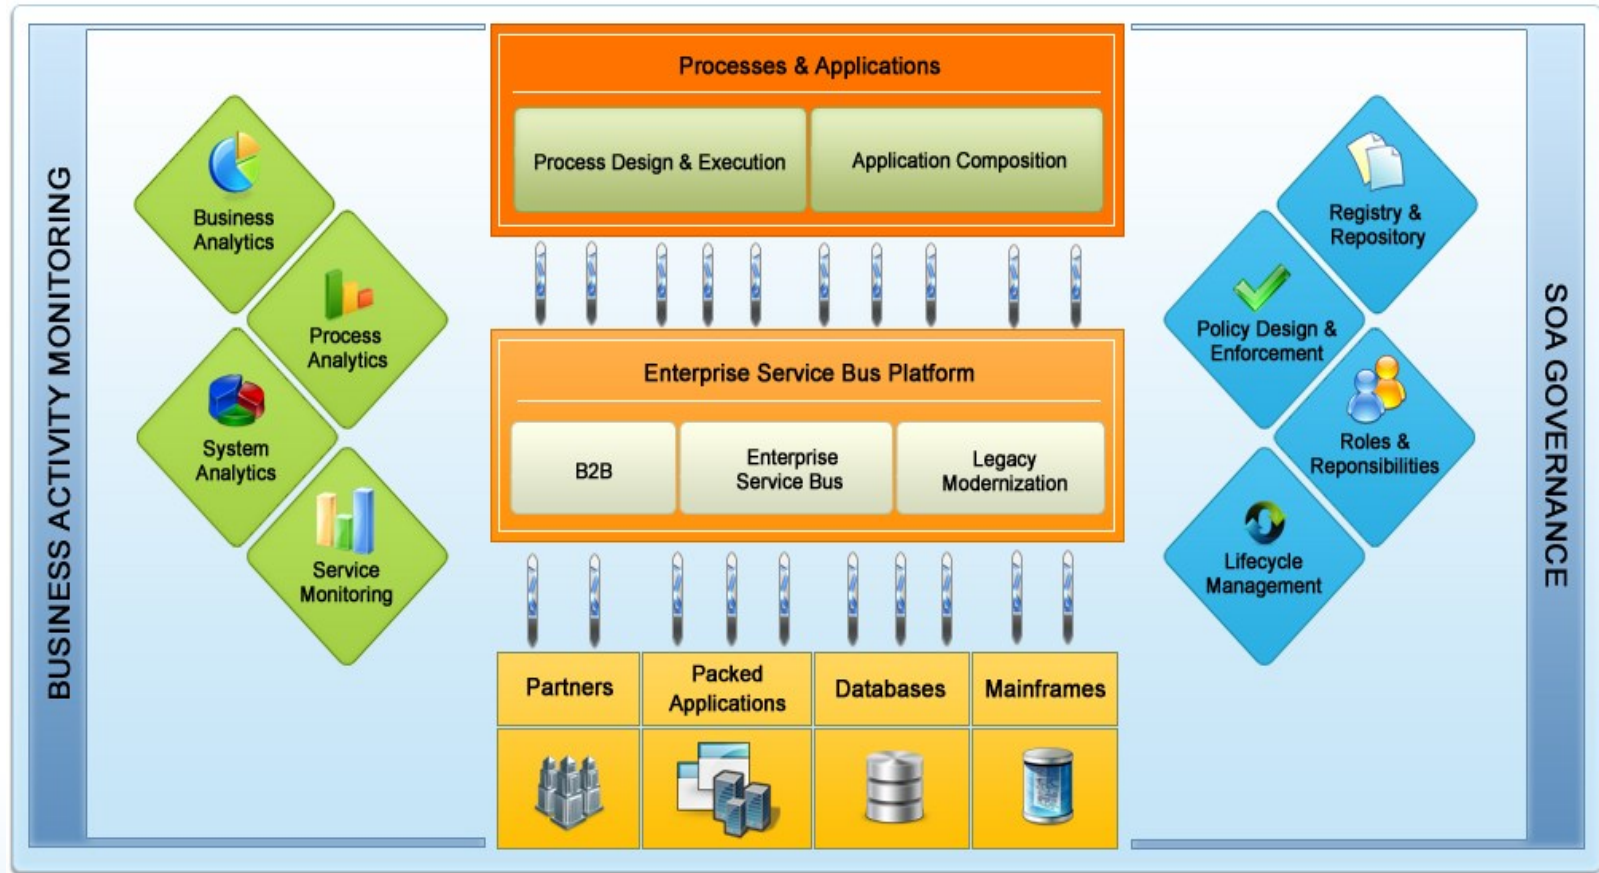 BUSINESS ACTIVITY MONITORING
Business
Analytics
Process
Analytics
System
Analytics
Service
Monitoring
Processes & Applications
Process Design & Execution
Application Composition
Enterprise Service Bus Platform
B2B
Enterprise
Service Bus
Legacy
Modernization
Partners
Packed
Applications
Databases
Mainframes
Registry &
Repository
Policy Design &
Enforcement
Roles &
Reponsibilities
Lifecycle
Management
SOA GOVERNANCE